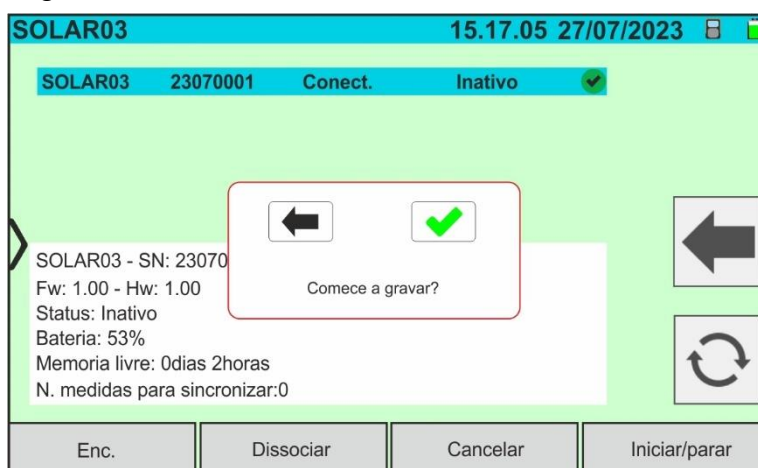 SOLAR03 15.17.05 27/07/2023
SOLAR03 23070001 Conect. Inativo
Comece a gravar?
SOLAR03 - SN: 23070
Fw: 1.00 - Hw: 1.00
Status: Inativo
Bateria: 53%
Memoria livre: 0dias 2horas
N. medidas para sincronizar:0
Enc. Dissociar Cancelar Iniciar/parar